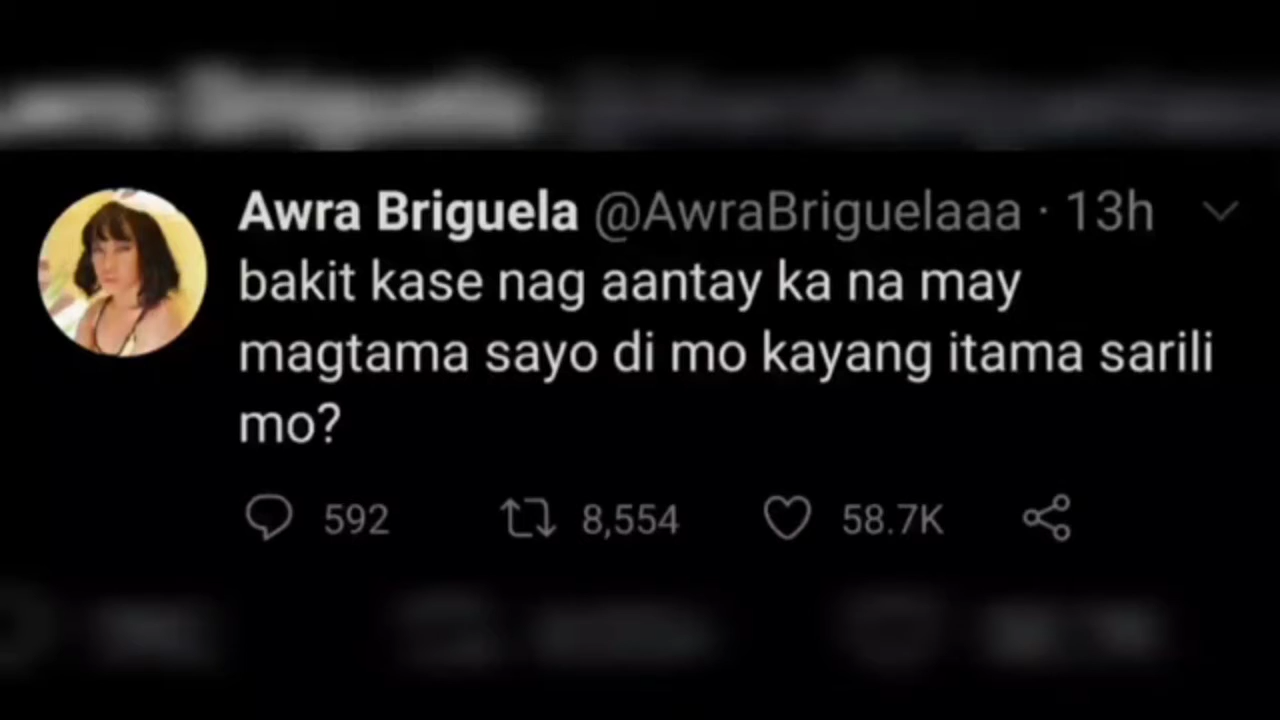 Awra Briguela @AwraBriguelaaa · 13h
bakit kase nag aantay ka na may
magtama sayo di mo kayang itama sarili
mo?
592 8,554 58.7K